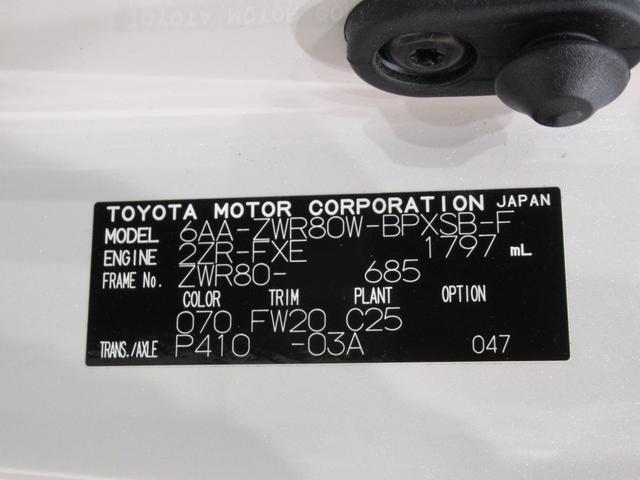 TOYOTA MOTOR CORPORATION JAPAN
MODEL 6AA-ZWR80W-BPXSB-F
ENGINE 2ZR-FXE 1797 mL
FRAME No. ZWR80- 685
COLOR TRIM PLANT OPTION
070 FW20 C25
TRANS./AXLE P410 -03A 047